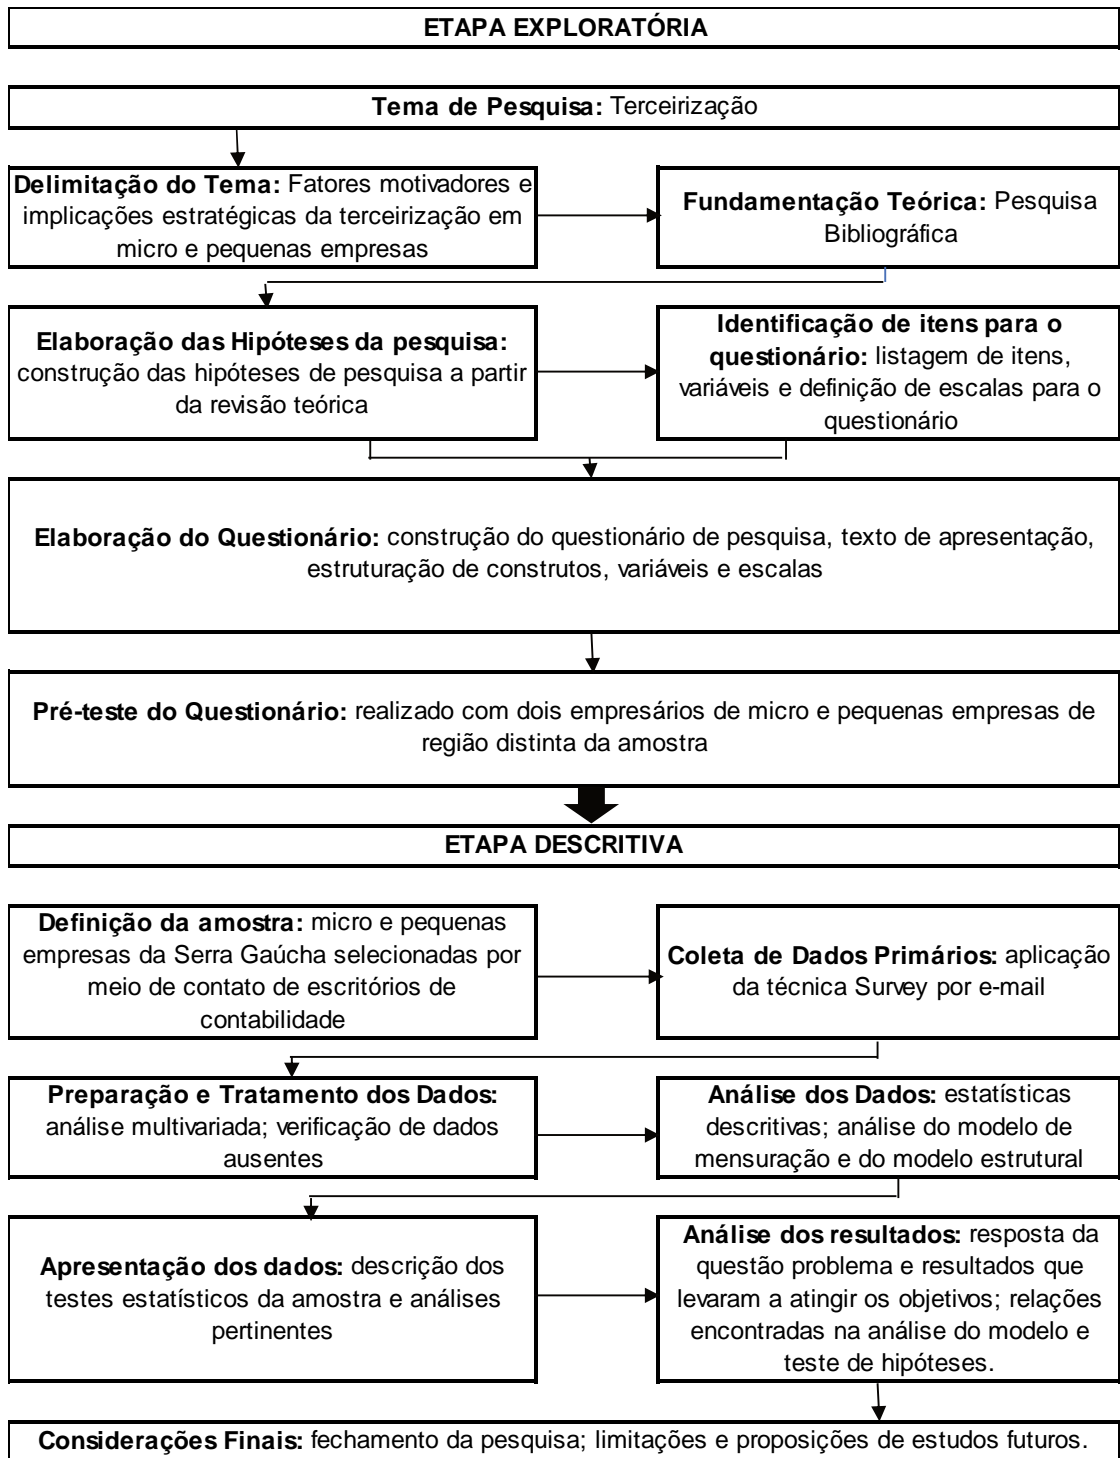 ETAPA EXPLORATÓRIA
Tema de Pesquisa: Terceirização
Delimitação do Tema: Fatores motivadores e
implicações estratégicas da terceirização em
micro e pequenas empresas
Fundamentação Teórica: Pesquisa
Bibliográfica
Elaboração das Hipóteses da pesquisa:
construção das hipóteses de pesquisa a partir
da revisão teórica
Identificação de itens para o
questionário: listagem de itens,
variáveis e definição de escalas para o
questionário
Elaboração do Questionário: construção do questionário de pesquisa, texto de apresentação,
estruturação de construtos, variáveis e escalas
Pré-teste do Questionário: realizado com dois empresários de micro e pequenas empresas de
região distinta da amostra
ETAPA DESCRITIVA
Definição da amostra: micro e pequenas
empresas da Serra Gaúcha selecionadas por
meio de contato de escritórios de
contabilidade
Coleta de Dados Primários: aplicação
da técnica Survey por e-mail
Preparação e Tratamento dos Dados:
análise multivariada; verificação de dados
ausentes
Análise dos Dados: estatísticas
descritivas; análise do modelo de
mensuração e do modelo estrutural
Apresentação dos dados: descrição dos
testes estatísticos da amostra e análises
pertinentes
Análise dos resultados: resposta da
questão problema e resultados que
levaram a atingir os objetivos; relações
encontradas na análise do modelo e
teste de hipóteses.
Considerações Finais: fechamento da pesquisa; limitações e proposições de estudos futuros.